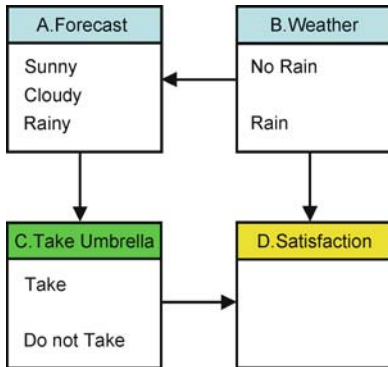 A.Forecast
Sunny
Cloudy
Rainy
B.Weather
No Rain
Rain
C.Take Umbrella
Take
Do not Take
D.Satisfaction